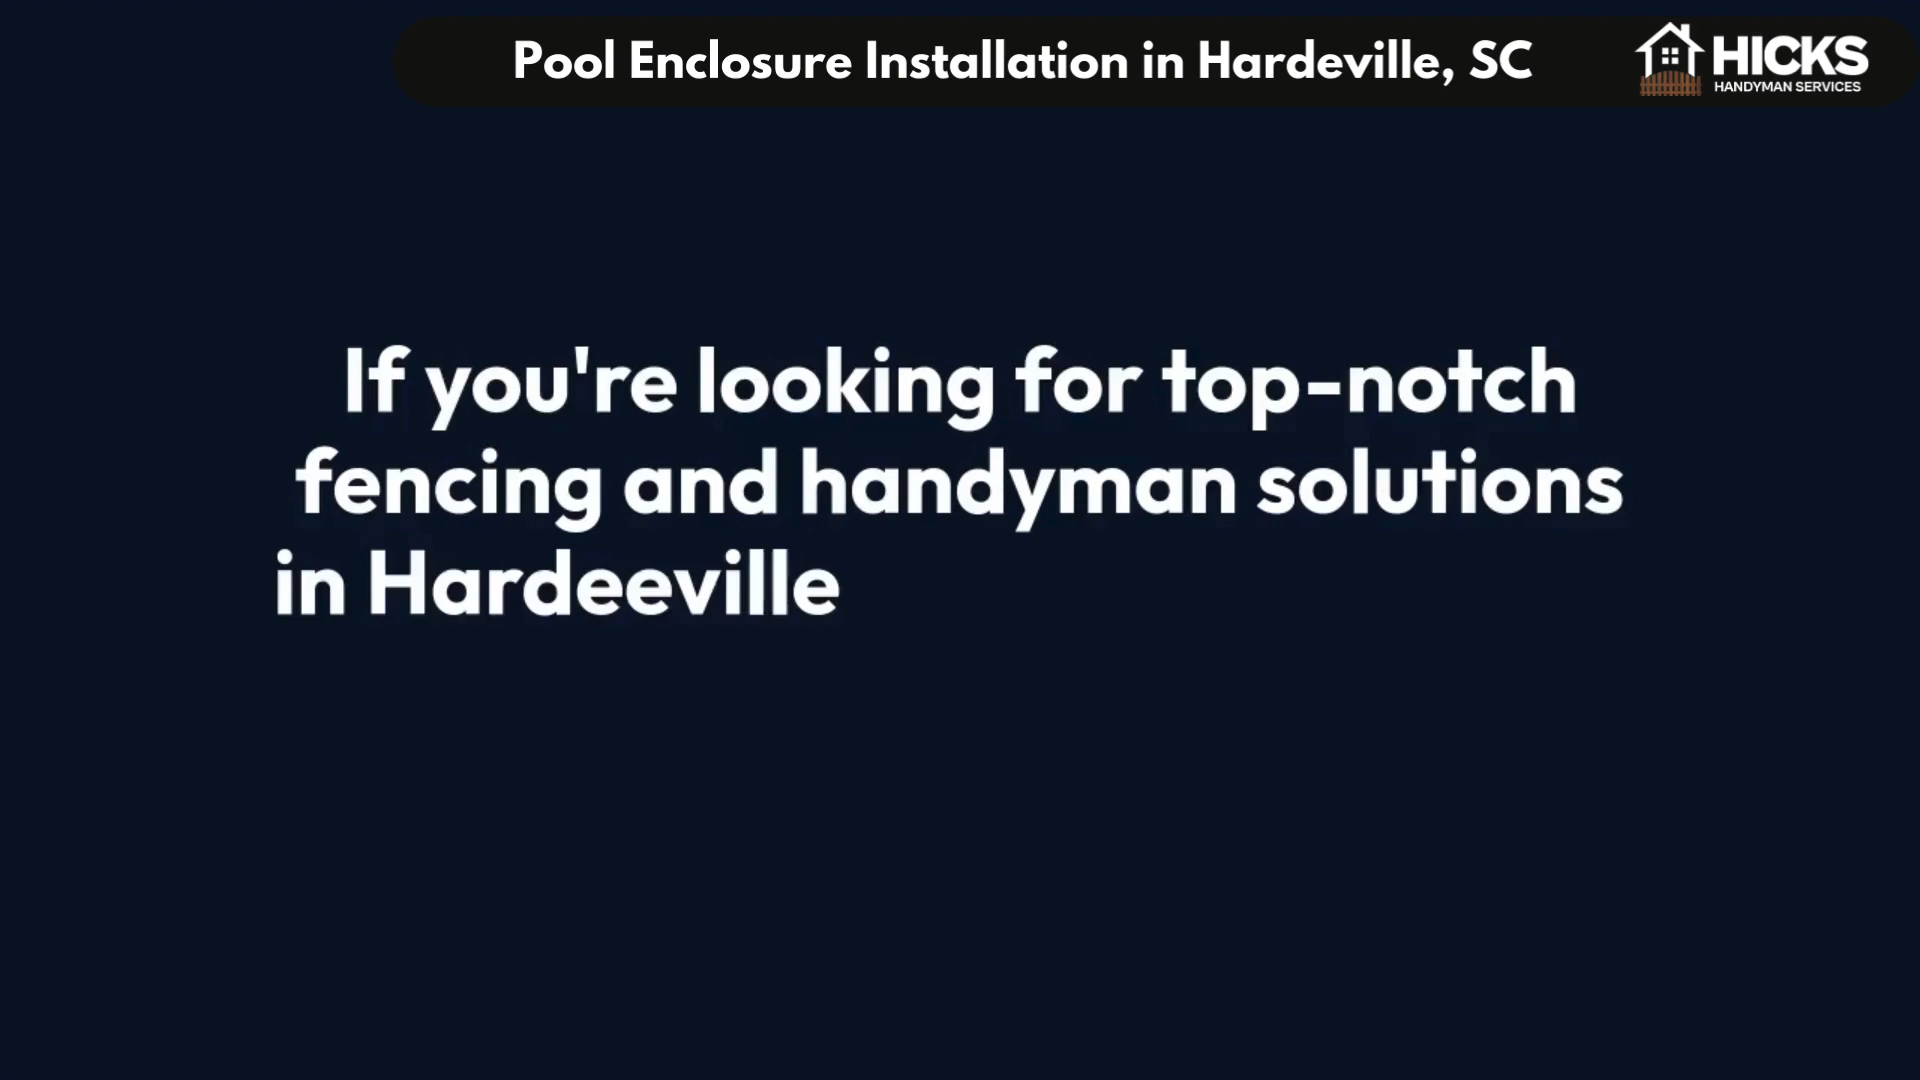 Pool Enclosure Installation in Hardeville, SC
HICKS
HANDYMAN SERVICES
If you're looking for top-notch
fencing and handyman solutions
in Hardeeville